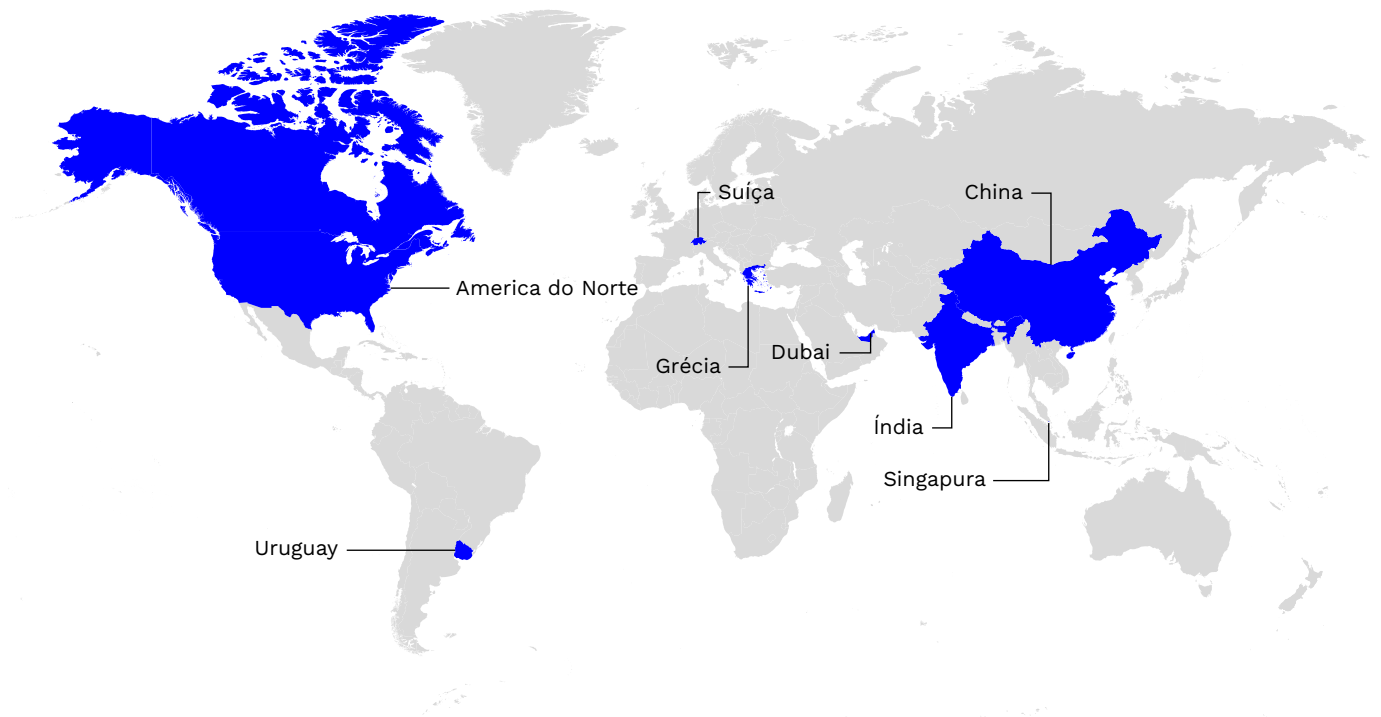 Suíça
China
America do Norte
Grécia
Dubai
Índia
Singapura
Uruguay